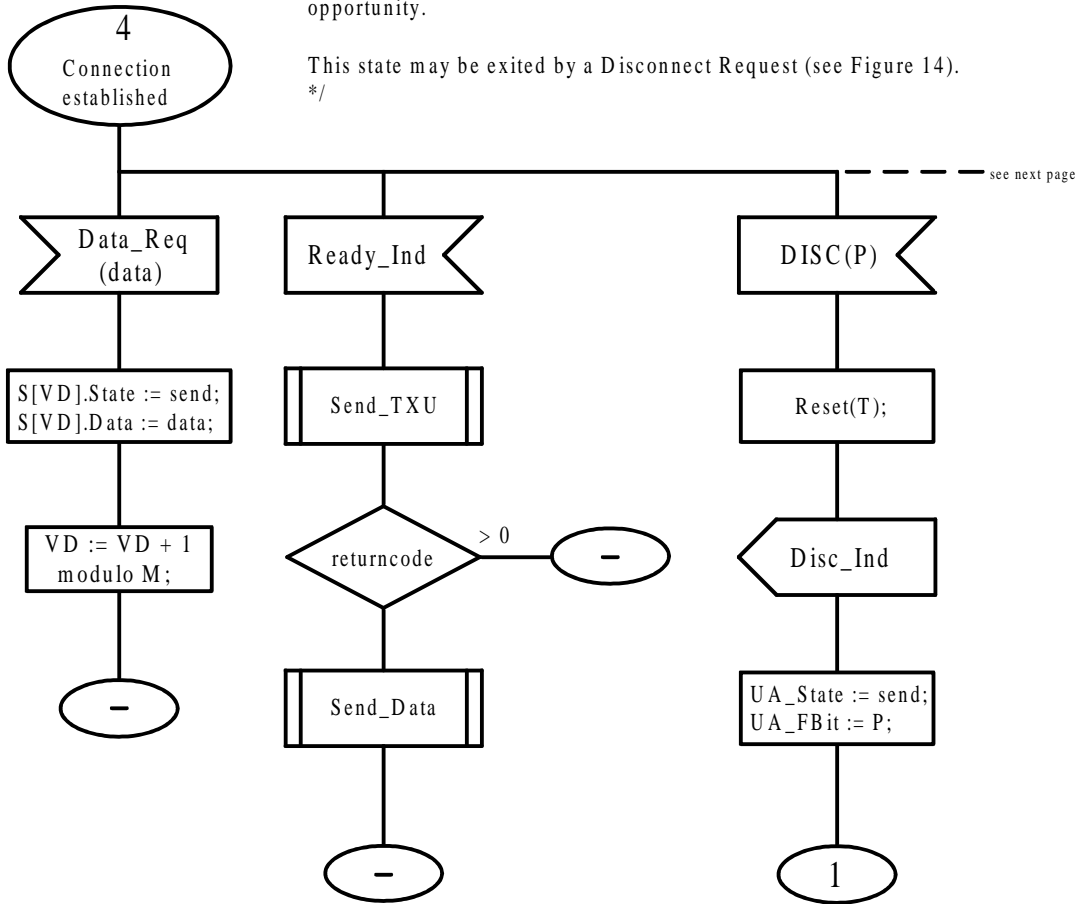 opportunity.
This state may be exited by a Disconnect Request (see Figure 14).
*/
4
Connection
established
see next page
Data_Req
(data)
S[VD].State := send;
S[VD].Data := data;
VD := VD + 1
modulo M;
–
Ready_Ind
Send_TXU
returncode
> 0
–
Send_Data
–
DISC(P)
Reset(T);
Disc_Ind
UA_State := send;
UA_FBit := P;
1